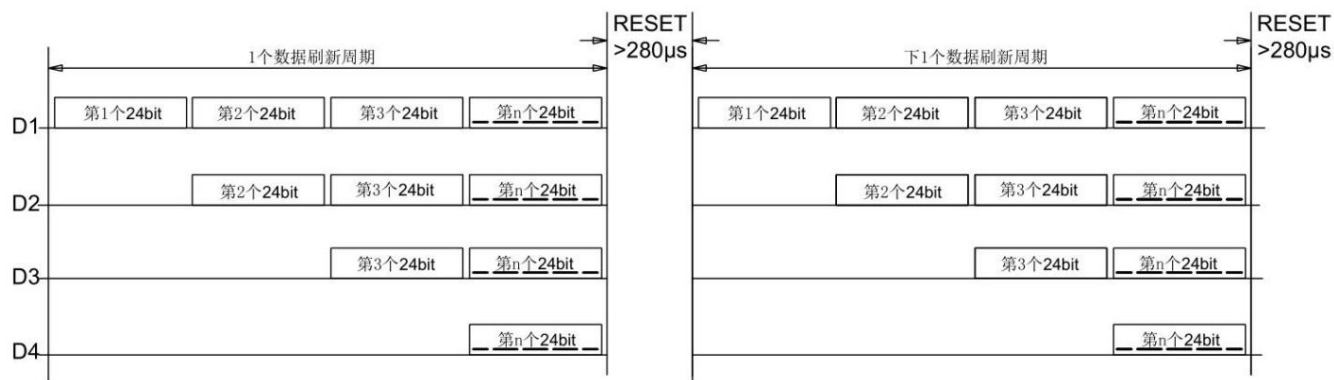 RESET
>280μs
1个数据刷新周期
RESET
>280μs
下1个数据刷新周期
D1 第1个24bit 第2个24bit 第3个24bit 第n个24bit 第1个24bit 第2个24bit 第3个24bit 第n个24bit
D2 第2个24bit 第3个24bit 第n个24bit 第2个24bit 第3个24bit 第n个24bit
D3 第3个24bit 第n个24bit 第3个24bit 第n个24bit
D4 第n个24bit 第n个24bit